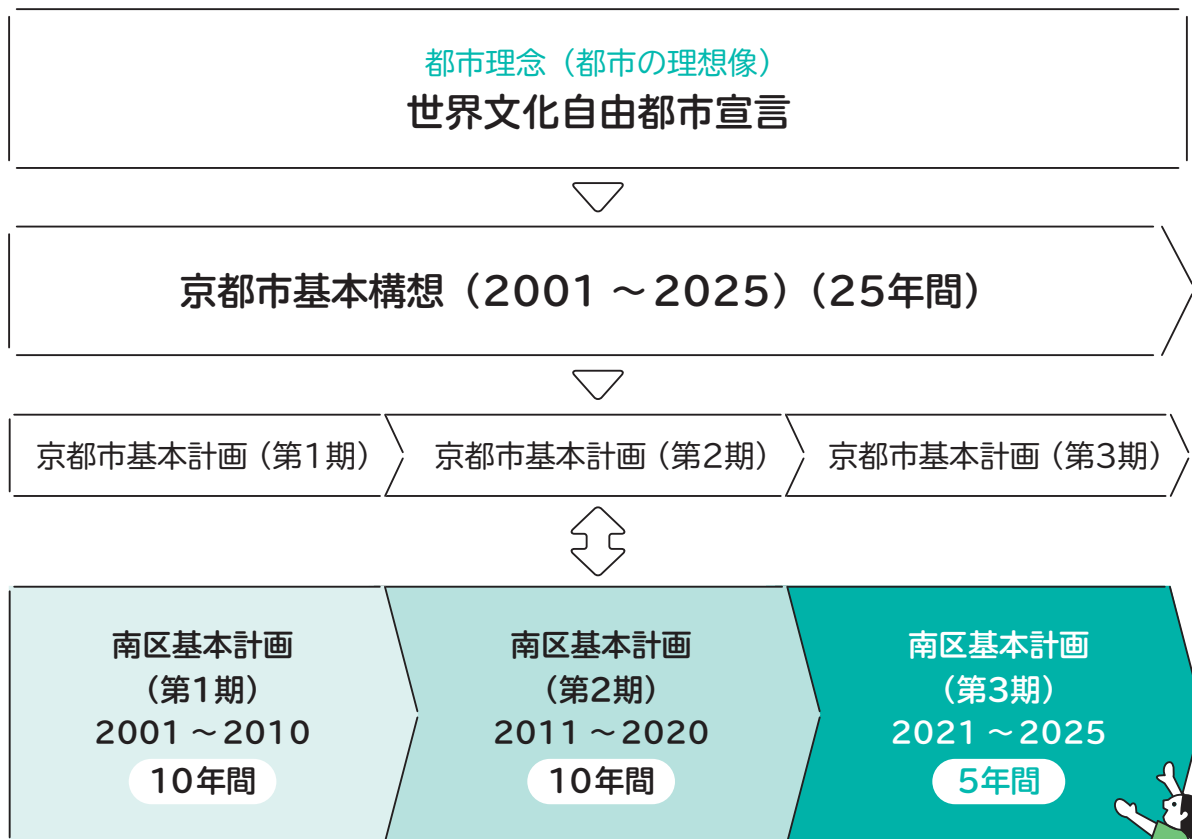 都市理念（都市の理想像）
世界文化自由都市宣言
京都市基本構想（2001 ～2025）（25年間）
京都市基本計画（第1期）
京都市基本計画（第2期）
京都市基本計画（第3期）
南区基本計画
（第1期）
2001 ～2010
10年間
南区基本計画
（第2期）
2011 ～2020
10年間
南区基本計画
（第3期）
2021 ～2025
5年間